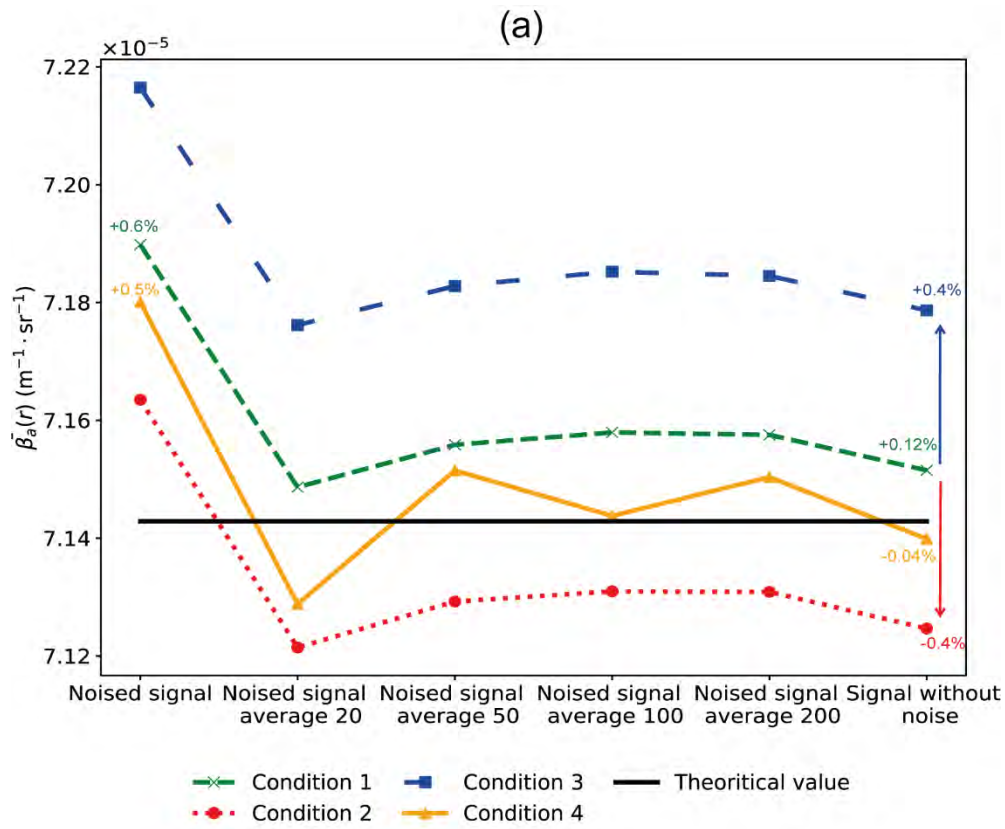 (a)
×10⁻⁵
7.22
7.20
7.18
7.16
7.14
7.12
β̄ₐ(r) (m⁻¹ · sr⁻¹)
+0.6%
+0.5%
+0.4%
+0.12%
-0.04%
-0.4%
Noised signal
Noised signal
average 20
Noised signal
average 50
Noised signal
average 100
Noised signal
average 200
Signal without
noise
Condition 1
Condition 2
Condition 3
Condition 4
Theoritical value